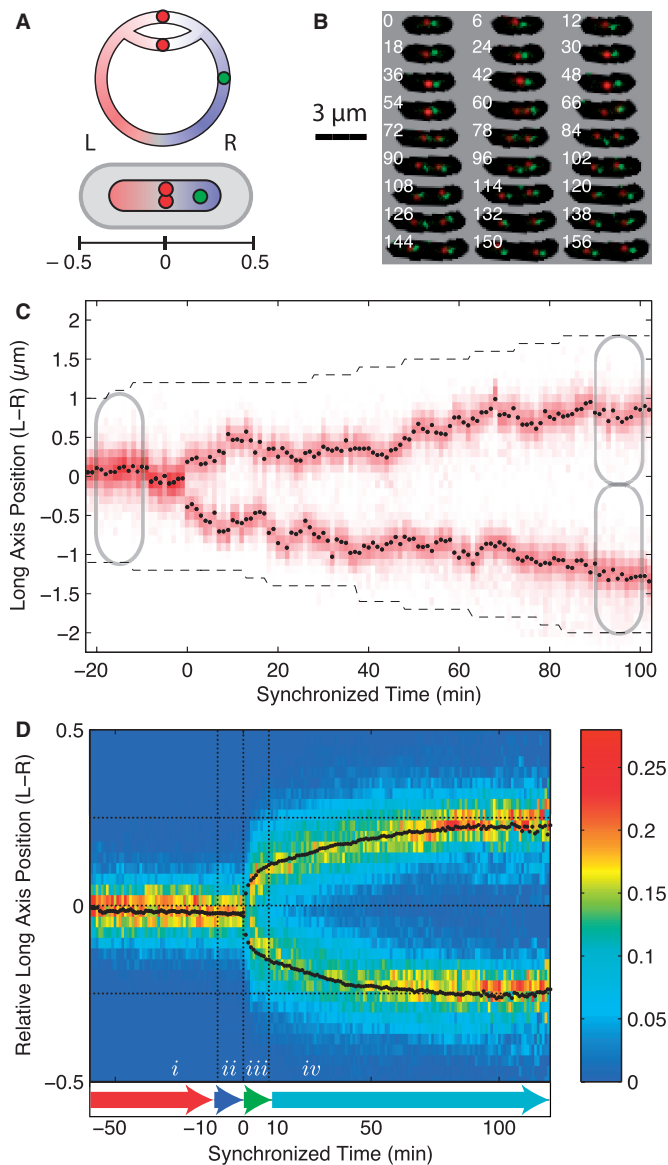 A
L
R
−0.5
0
0.5
B
3 µm
0 6 12
18 24 30
36 42 48
54 60 66
72 78 84
90 96 102
108 114 120
126 132 138
144 150 156
C
Long Axis Position (L−R) (µm)
2
1.5
1
0.5
0
−0.5
−1
−1.5
−2
−20 0 20 40 60 80 100
Synchronized Time (min)
D
Relative Long Axis Position (L−R)
0.5
0
−0.5
i ii iii iv
−50 −10 0 10 50 100
Synchronized Time (min)
0.25
0.20
0.15
0.10
0.05
0